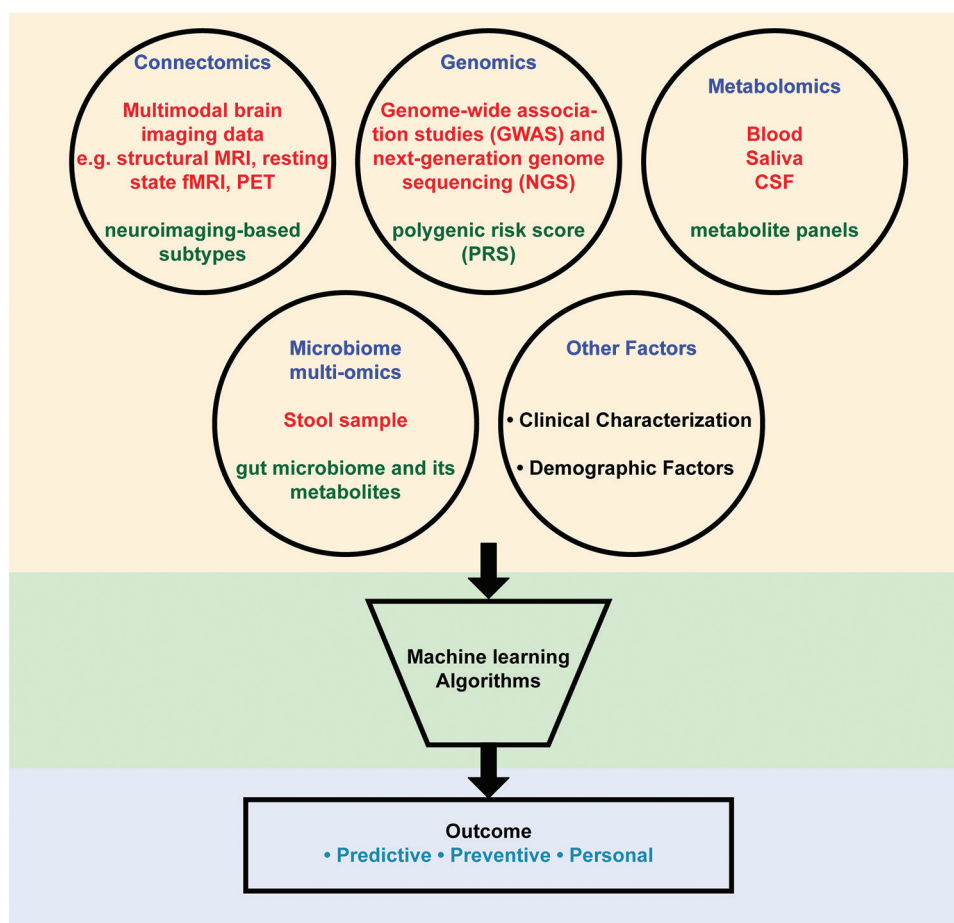 Connectomics
Multimodal brain
imaging data
e.g. structural MRI, resting
state fMRI, PET
neuroimaging-based
subtypes
Genomics
Genome-wide associa-
tion studies (GWAS) and
next-generation genome
sequencing (NGS)
polygenic risk score
(PRS)
Metabolomics
Blood
Saliva
CSF
metabolite panels
Microbiome
multi-omics
Stool sample
gut microbiome and its
metabolites
Other Factors
• Clinical Characterization
• Demographic Factors
Machine learning
Algorithms
Outcome
• Predictive • Preventive • Personal